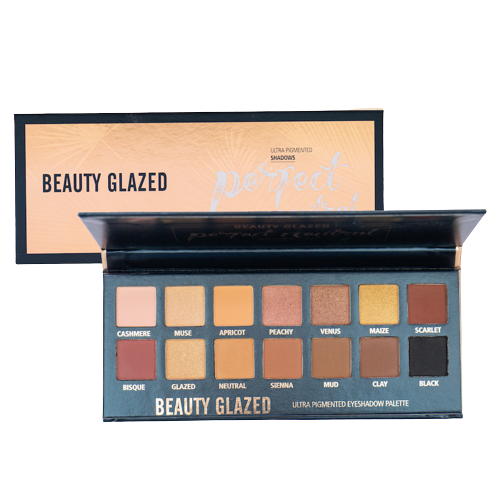 ULTRA PIGMENTED
SHADOWS
BEAUTY GLAZED
perfect
BEAUTY GLAZED
CASHMERE MUSE APRICOT PEACHY VENUS MAIZE SCARLET
BISQUE GLAZED NEUTRAL SIENNA MUD CLAY BLACK
BEAUTY GLAZED ULTRA PIGMENTED EYESHADOW PALETTE